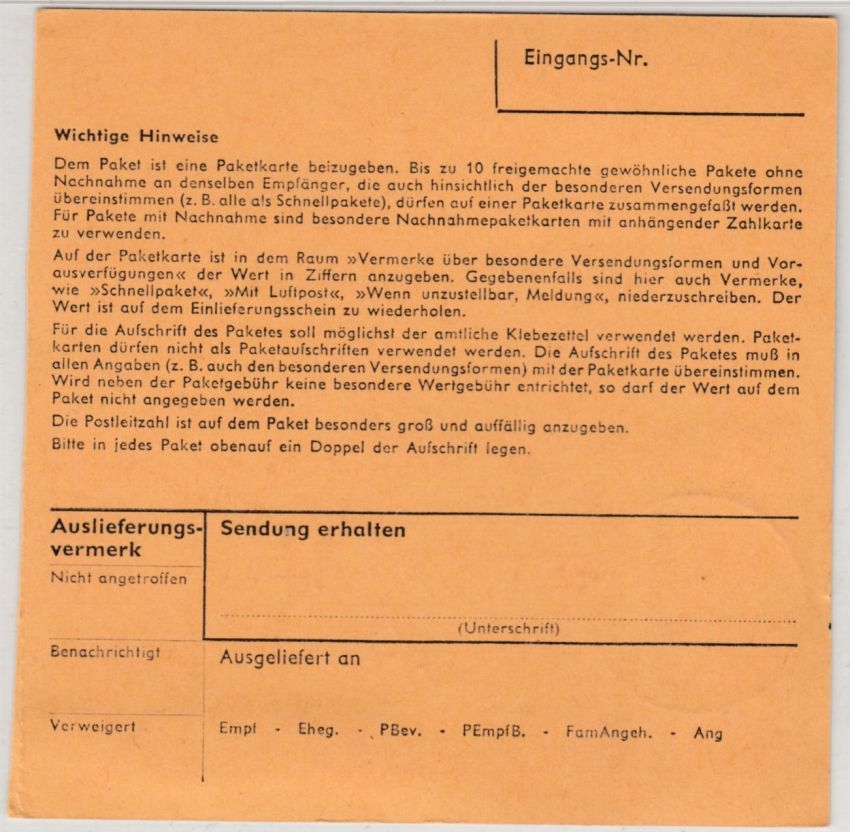 Eingangs-Nr.
Wichtige Hinweise
Dem Paket ist eine Paketkarte beizugeben. Bis zu 10 freigemachte gewöhnliche Pakete ohne
Nachnahme an denselben Empfänger, die auch hinsichtlich der besonderen Versendungsformen
übereinstimmen (z. B. alle als Schnellpakete), dürfen auf einer Paketkarte zusammengefaßt werden.
Für Pakete mit Nachnahme sind besondere Nachnahmepaketkarten mit anhängender Zahlkarte
zu verwenden.
Auf der Paketkarte ist in dem Raum »Vermerke über besondere Versendungsformen und Vor-
ausverfügungen« der Wert in Ziffern anzugeben. Gegebenenfalls sind hier auch Vermerke,
wie »Schnellpaket«, »Mit Luftpost«, »Wenn unzustellbar, Meldung«, niederzuschreiben. Der
Wert ist auf dem Einlieferungsschein zu wiederholen.
Für die Aufschrift des Paketes soll möglichst der amtliche Klebezettel verwendet werden. Paket-
karten dürfen nicht als Paketaufschriften verwendet werden. Die Aufschrift des Paketes muß in
allen Angaben (z. B. auch den besonderen Versendungsformen) mit der Paketkarte übereinstimmen.
Wird neben der Paketgebühr keine besondere Wertgebühr entrichtet, so darf der Wert auf dem
Paket nicht angegeben werden.
Die Postleitzahl ist auf dem Paket besonders groß und auffällig anzugeben.
Bitte in jedes Paket obenauf ein Doppel der Aufschrift legen.
Auslieferungs-
vermerk
Sendung erhalten
Nicht angetroffen
(Unterschrift)
Benachrichtigt
Ausgeliefert an
Verweigert
Empf - Eheg. - PBev. - PEmpfB. - FamAngeh. - Ang